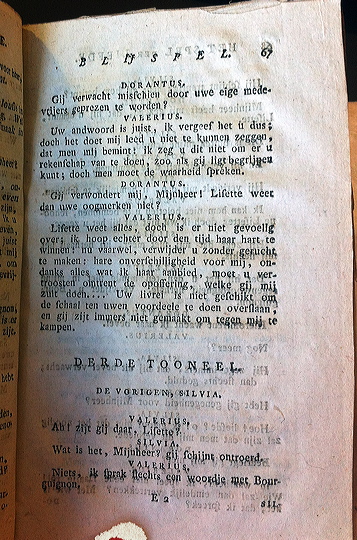 BLIJSPEL. 67
DORANTUS.
Gij verwacht misschien door uwe eige mede-
vrijers geprezen te worden?
VALERIUS.
Uw andwoord is juist, ik vergeef het u dus;
doch het doet mij leed u niet te kunnen zeggen,
dat men mij bemint: ik zeg u dit niet om er u
rekenschap van te doen, zoo als gij ligt begrijpen
kunt; doch men moet de waarheid spreken.
DORANTUS.
Gij verwondert mij, Mijnheer! Lisette weet
dan uwe oogmerken niet?
VALERIUS.
Lisette weet alles, doch is er niet gevoelig
over; ik hoop echter door den tijd haar hart te
winnen: nu vaarwel, verwijder u zonder gerucht
te maken: hare onverschilligheid voor mij, on-
danks alles wat ik haar aanbied, moet u ver-
troosten omtrent de opoffering, welke gij mij
zult doen.... Uw livrei is niet geschikt om
de schaal ten uwen voordeele te doen overslaan,
en gij zijt immers niet gemaakt om tegen mij te
kampen.
DERDE TOONEEL.
DE VORIGEN, SILVIA.
VALERIUS.
Ah! zijt gij daar, Lisette?
SILVIA.
Wat is het, Mijnheer? gij schijnt ontroerd.
VALERIUS.
Niets, ik sprak slechts een woordje met Bour-
guignon.
E 2
SIL